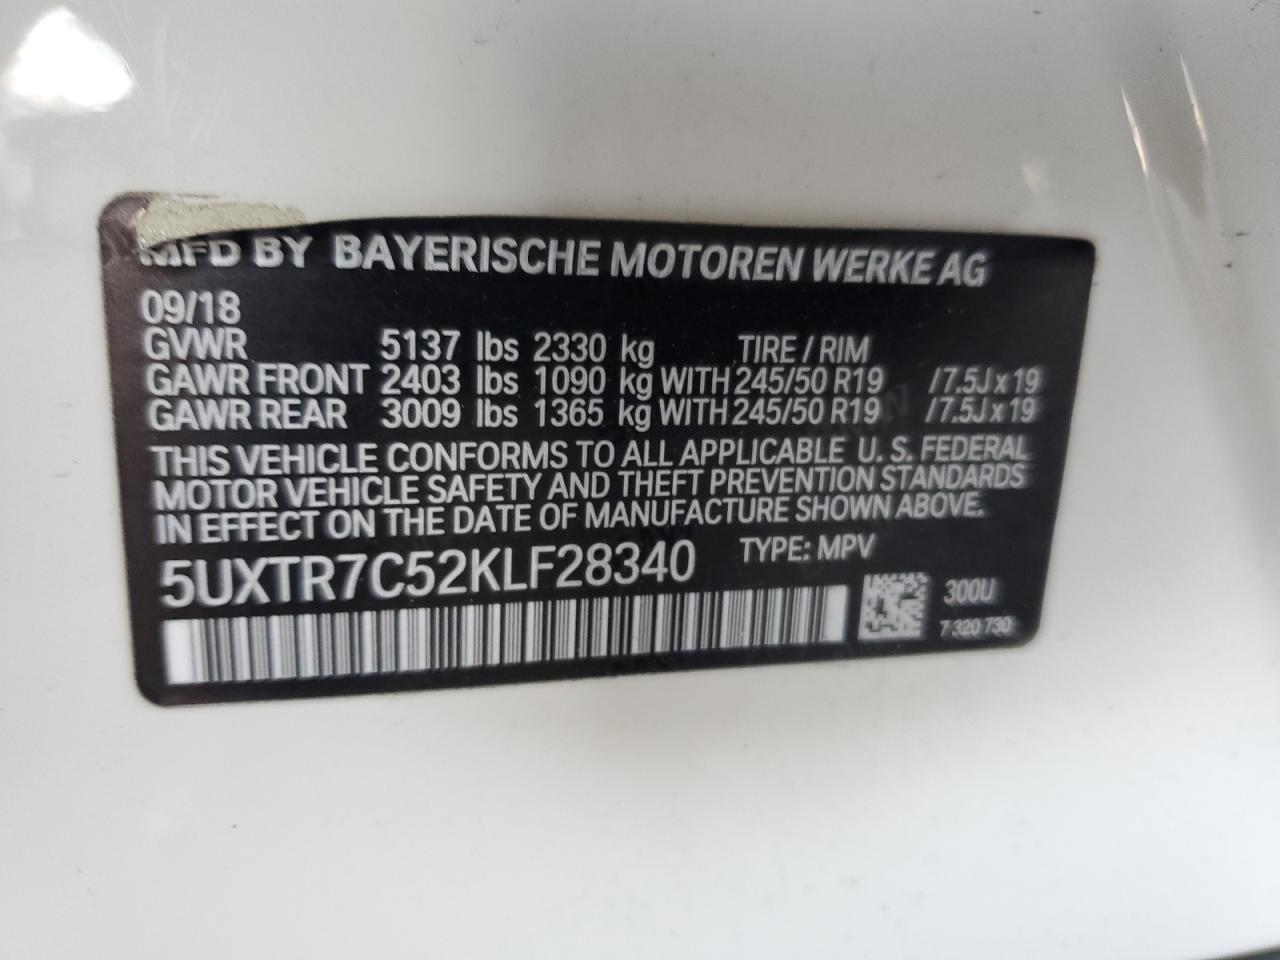 MFD BY BAYERISCHE MOTOREN WERKE AG
09/18
GVWR 5137 lbs 2330 kg TIRE / RIM
GAWR FRONT 2403 lbs 1090 kg WITH 245/50 R19 /7.5J x 19
GAWR REAR 3009 lbs 1365 kg WITH 245/50 R19 /7.5J x 19
THIS VEHICLE CONFORMS TO ALL APPLICABLE U. S. FEDERAL
MOTOR VEHICLE SAFETY AND THEFT PREVENTION STANDARDS
IN EFFECT ON THE DATE OF MANUFACTURE SHOWN ABOVE.
5UXTR7C52KLF28340 TYPE: MPV
300U
7 320 730